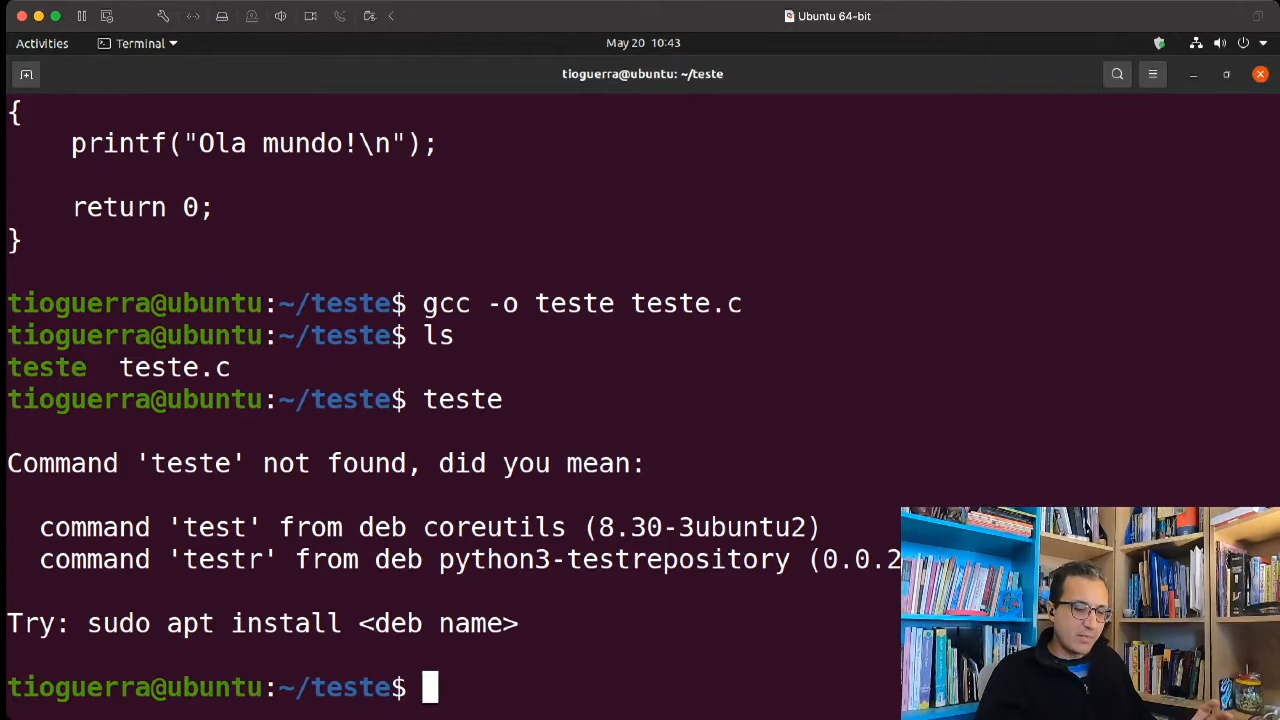 Ubuntu 64-bit
Activities Terminal May 20 10:43
tioguerra@ubuntu: ~/teste
{
printf("Ola mundo!\n");
return 0;
}
tioguerra@ubuntu:~/teste$ gcc -o teste teste.c
tioguerra@ubuntu:~/teste$ ls
teste teste.c
tioguerra@ubuntu:~/teste$ teste
Command 'teste' not found, did you mean:
command 'test' from deb coreutils (8.30-3ubuntu2)
command 'testr' from deb python3-testrepository (0.0.2
Try: sudo apt install <deb name>
tioguerra@ubuntu:~/teste$